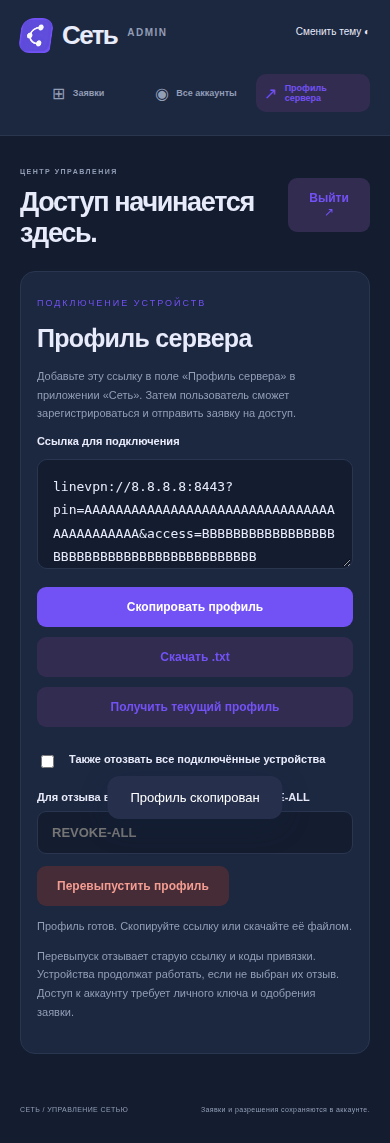 Сеть ADMIN
Сменить тему
Заявки
Все аккаунты
Профиль
сервера
ЦЕНТР УПРАВЛЕНИЯ
Доступ начинается
здесь.
Выйти
↗
ПОДКЛЮЧЕНИЕ УСТРОЙСТВ
Профиль сервера
Добавьте эту ссылку в поле «Профиль сервера» в
приложении «Сеть». Затем пользователь сможет
зарегистрироваться и отправить заявку на доступ.
Ссылка для подключения
linevpn://8.8.8.8:8443?
pin=AAAAAAAAAAAAAAAAAAAAAAAAAAAAAAAA
AAAAAAAAAAA&access=BBBBBBBBBBBBBBBBB
BBBBBBBBBBBBBBBBBBBBBBBBBB
Скопировать профиль
Скачать .txt
Получить текущий профиль
Также отозвать все подключённые устройства
Для отзыва
E-ALL
Профиль скопирован
REVOKE-ALL
Перевыпустить профиль
Профиль готов. Скопируйте ссылку или скачайте её файлом.
Перевыпуск отзывает старую ссылку и коды привязки.
Устройства продолжат работать, если не выбран их отзыв.
Доступ к аккаунту требует личного ключа и одобрения
заявки.
СЕТЬ / УПРАВЛЕНИЕ СЕТЬЮ
Заявки и разрешения сохраняются в аккаунте.